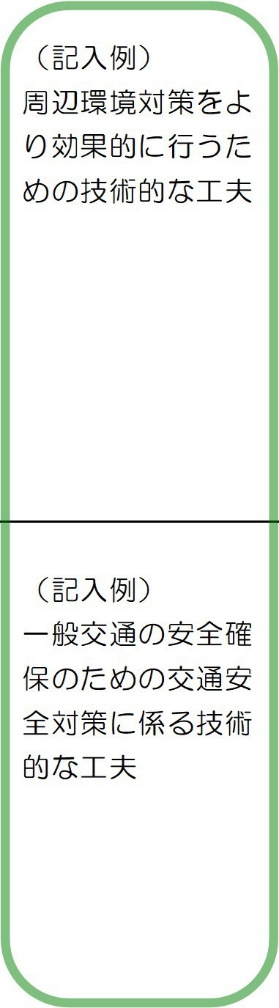 （記入例）
周辺環境対策をよ
り効果的に行うた
めの技術的な工夫
（記入例）
一般交通の安全確
保のための交通安
全対策に係る技術
的な工夫